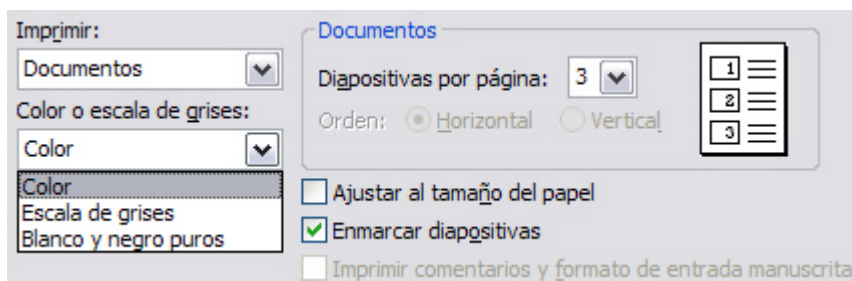 Imprimir:
Documentos
Color o escala de grises:
Color
Color
Escala de grises
Blanco y negro puros
Documentos
Diapositivas por página: 3
Orden: Horizontal Vertical
1
2
3
Ajustar al tamaño del papel
Enmarcar diapositivas
Imprimir comentarios y formato de entrada manuscrita